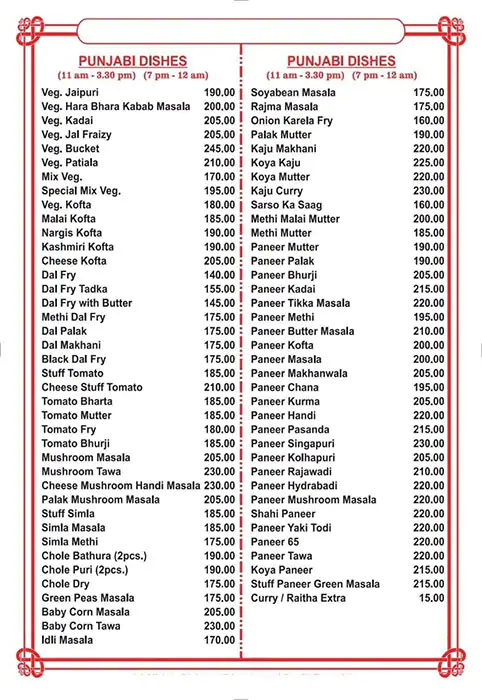 PUNJABI DISHES
(11 am - 3.30 pm) (7 pm - 12 am)
Veg. Jaipuri 190.00
Veg. Hara Bhara Kabab Masala 200.00
Veg. Kadai 205.00
Veg. Jal Fraizy 205.00
Veg. Bucket 245.00
Veg. Patiala 210.00
Mix Veg. 170.00
Special Mix Veg. 195.00
Veg. Kofta 180.00
Malai Kofta 185.00
Nargis Kofta 190.00
Kashmiri Kofta 190.00
Cheese Kofta 205.00
Dal Fry 140.00
Dal Fry Tadka 155.00
Dal Fry with Butter 145.00
Methi Dal Fry 175.00
Dal Palak 175.00
Dal Makhani 175.00
Black Dal Fry 175.00
Stuff Tomato 185.00
Cheese Stuff Tomato 210.00
Tomato Bharta 185.00
Tomato Mutter 185.00
Tomato Fry 180.00
Tomato Bhurji 185.00
Mushroom Masala 205.00
Mushroom Tawa 230.00
Cheese Mushroom Handi Masala 230.00
Palak Mushroom Masala 205.00
Stuff Simla 185.00
Simla Masala 185.00
Simla Methi 175.00
Chole Bathura (2pcs.) 190.00
Chole Puri (2pcs.) 190.00
Chole Dry 175.00
Green Peas Masala 175.00
Baby Corn Masala 205.00
Baby Corn Tawa 230.00
Idli Masala 170.00
PUNJABI DISHES
(11 am - 3.30 pm) (7 pm - 12 am)
Soyabean Masala 175.00
Rajma Masala 175.00
Onion Karela Fry 160.00
Palak Mutter 190.00
Kaju Makhani 220.00
Koya Kaju 225.00
Koya Mutter 220.00
Kaju Curry 230.00
Sarso Ka Saag 160.00
Methi Malai Mutter 200.00
Methi Mutter 185.00
Paneer Mutter 190.00
Paneer Palak 190.00
Paneer Bhurji 205.00
Paneer Kadai 215.00
Paneer Tikka Masala 220.00
Paneer Methi 195.00
Paneer Butter Masala 210.00
Paneer Kofta 200.00
Paneer Masala 200.00
Paneer Makhanwala 205.00
Paneer Chana 195.00
Paneer Kurma 205.00
Paneer Handi 220.00
Paneer Pasanda 215.00
Paneer Singapuri 230.00
Paneer Kolhapuri 205.00
Paneer Rajawadi 210.00
Paneer Hydrabadi 220.00
Paneer Mushroom Masala 220.00
Shahi Paneer 220.00
Paneer Yaki Todi 220.00
Paneer 65 220.00
Paneer Tawa 220.00
Koya Paneer 215.00
Stuff Paneer Green Masala 215.00
Curry / Raitha Extra 15.00